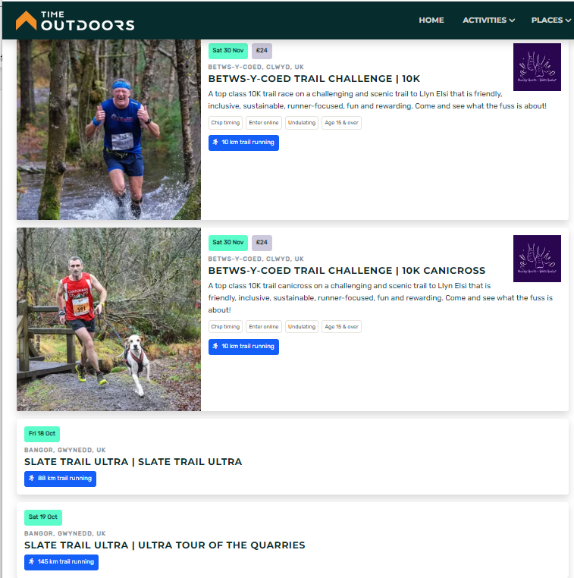 TIME
OUTDOORS
HOME
ACTIVITIES
PLACES
Sat 30 Nov
£24
BETWS-Y-COED, CLWYD, UK
BETWS-Y-COED TRAIL CHALLENGE | 10K
A top class 10K trail race on a challenging and scenic trail to Llyn Elsi that is friendly,
inclusive, sustainable, runner-focused, fun and rewarding. Come and see what the fuss is about!
Chip timing
Enter online
Undulating
Age 15 & over
10 km trail running
Sat 30 Nov
£24
BETWS-Y-COED, CLWYD, UK
BETWS-Y-COED TRAIL CHALLENGE | 10K CANICROSS
A top class 10K trail canicross on a challenging and scenic trail to Llyn Elsi that is
friendly, inclusive, sustainable, runner-focused, fun and rewarding. Come and see what the fuss is
about!
Chip timing
Enter online
Undulating
Age 15 & over
10 km trail running
Fri 18 Oct
BANGOR, GWYNEDD, UK
SLATE TRAIL ULTRA | SLATE TRAIL ULTRA
88 km trail running
Sat 19 Oct
BANGOR, GWYNEDD, UK
SLATE TRAIL ULTRA | ULTRA TOUR OF THE QUARRIES
145 km trail running